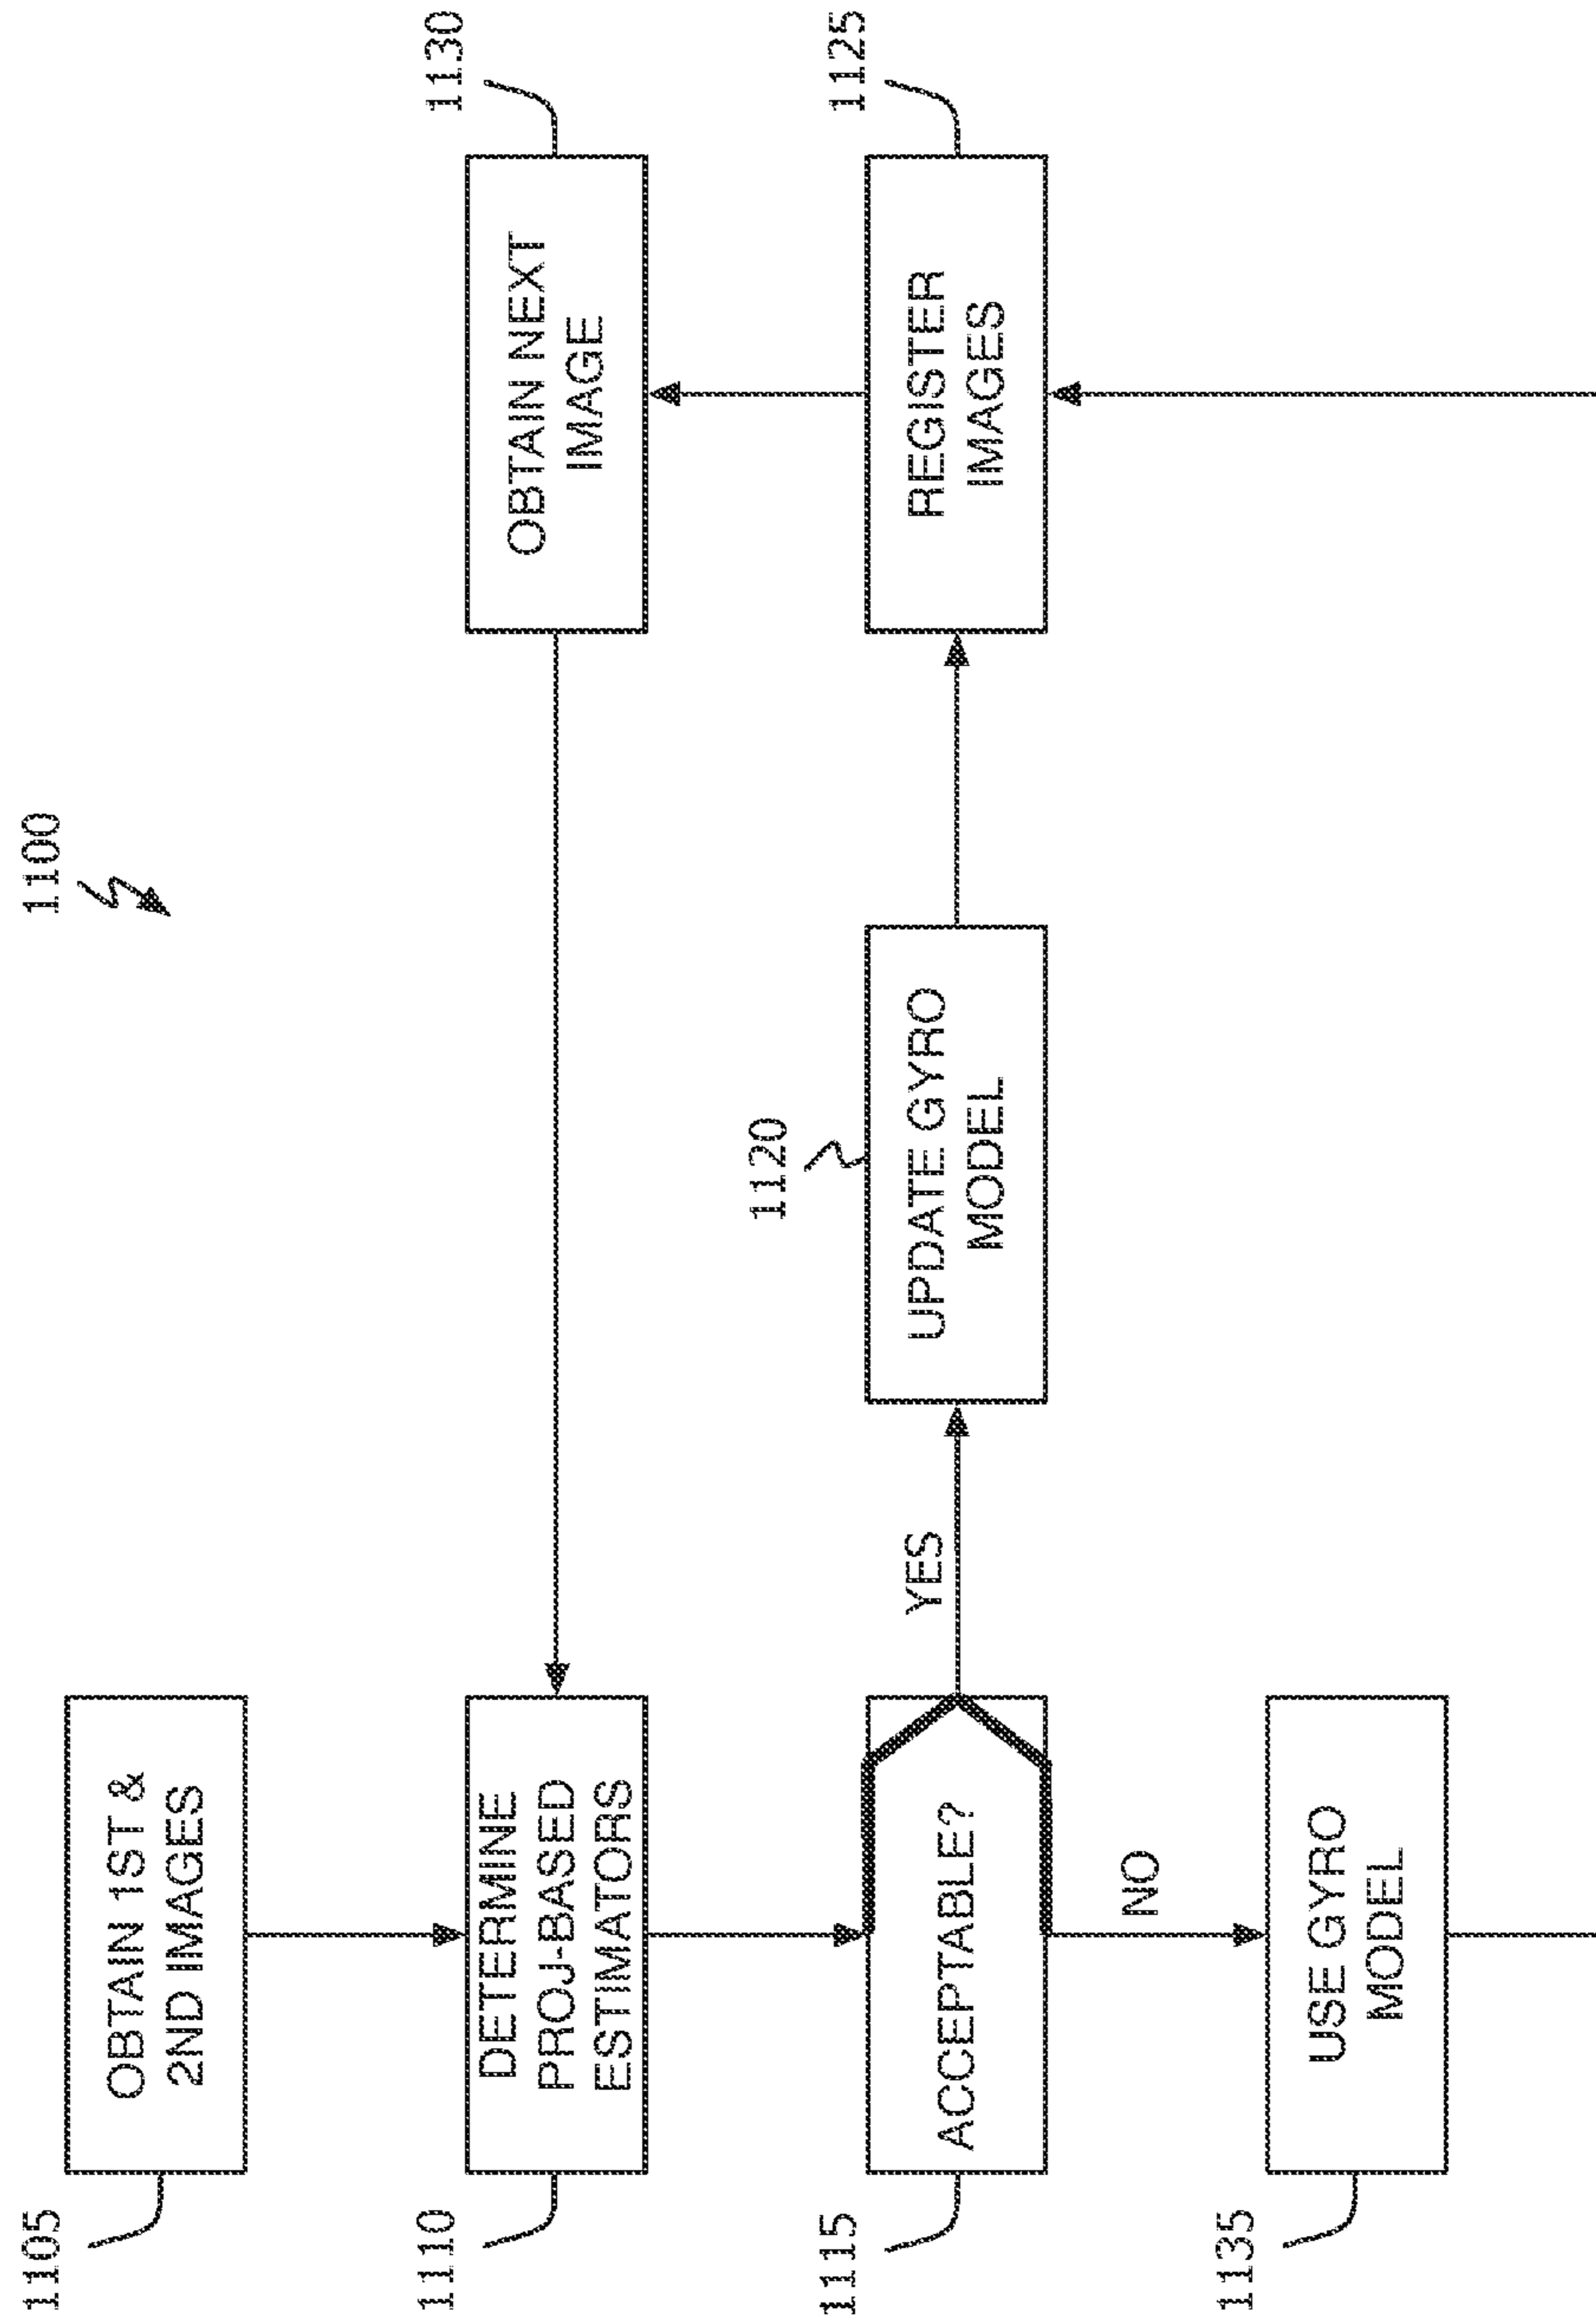 1100
1105
OBTAIN 1ST &
2ND IMAGES
1110
DETERMINE
PROJ-BASED
ESTIMATORS
1130
OBTAIN NEXT
IMAGE
1115
ACCEPTABLE?
YES
1120
UPDATE GYRO
MODEL
1125
REGISTER
IMAGES
NO
1135
USE GYRO
MODEL